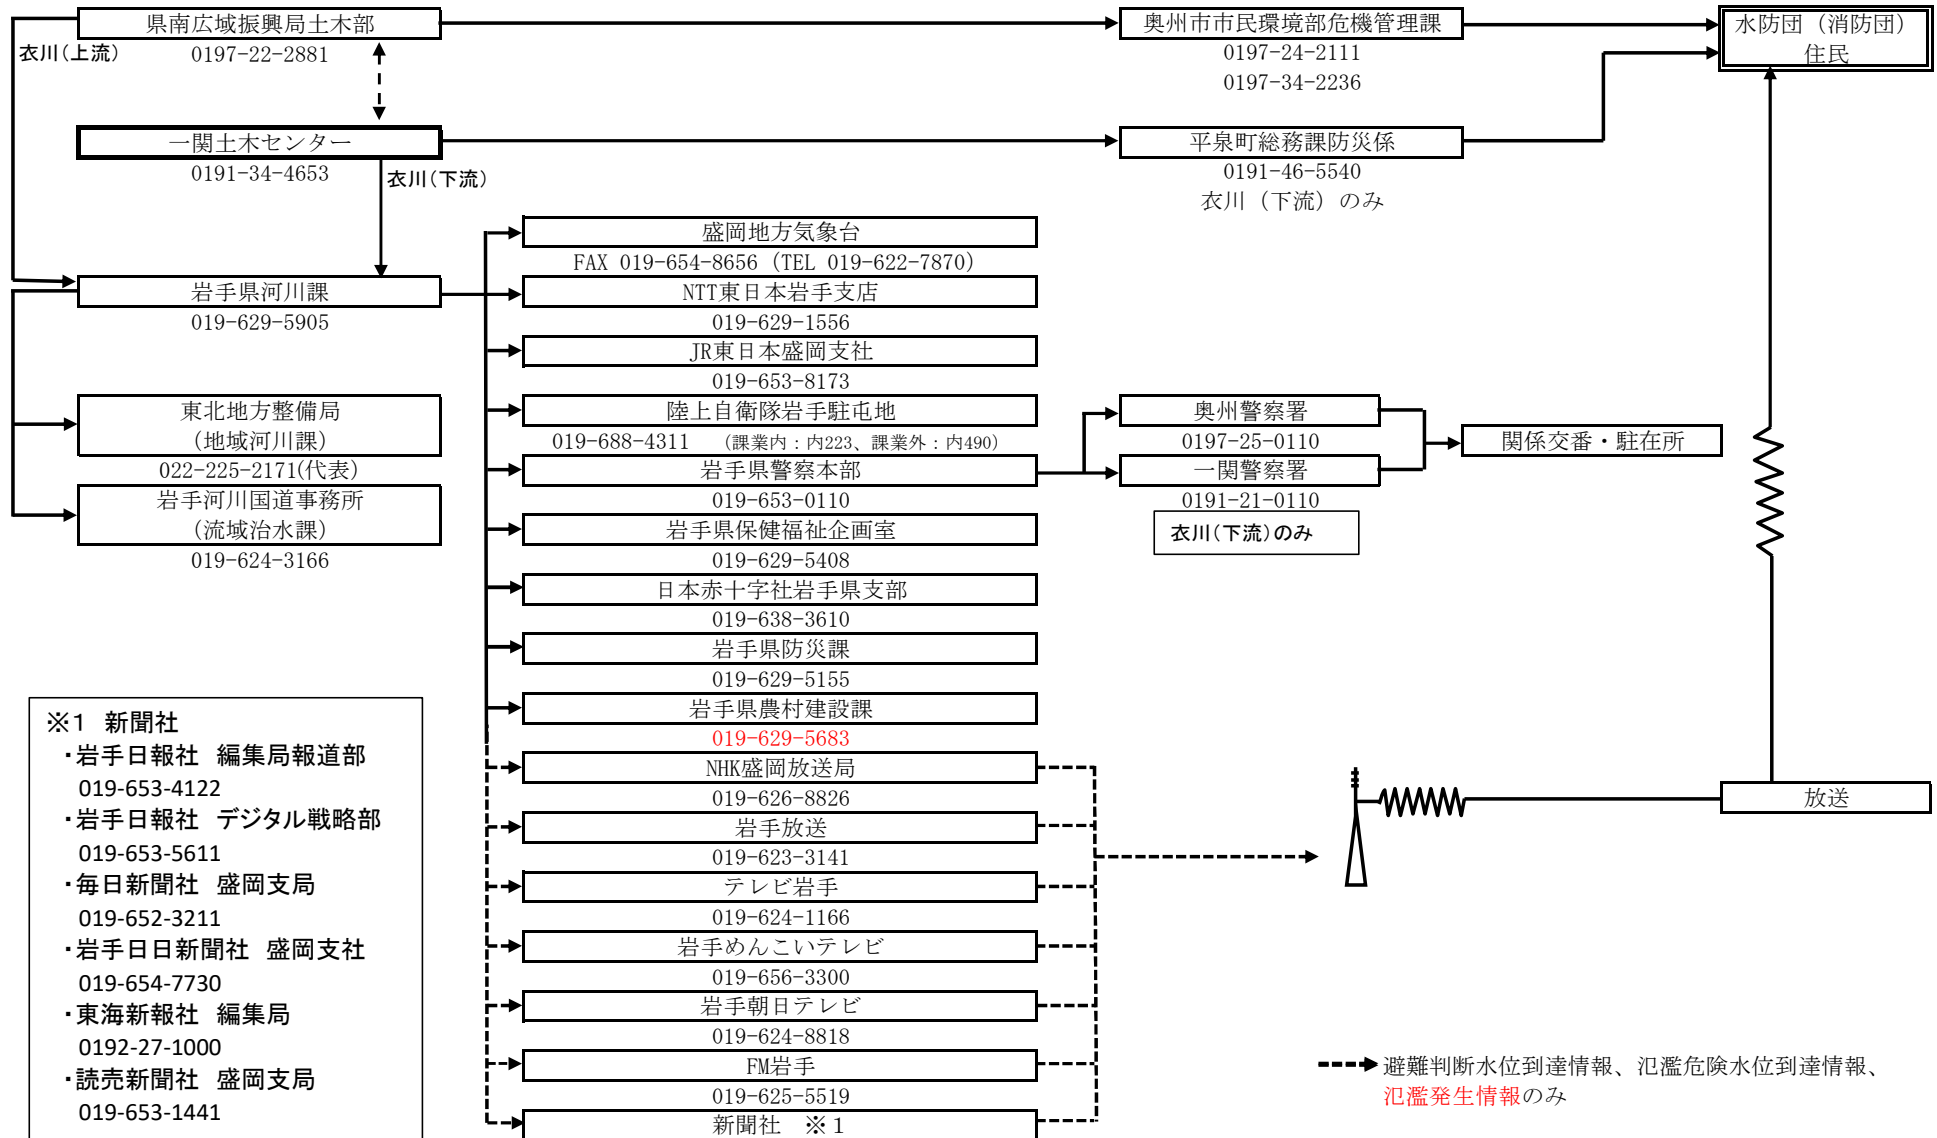 県南広域振興局土木部
0197-22-2881
衣川(上流)
奥州市市民環境部危機管理課
0197-24-2111
0197-34-2236
水防団（消防団）
住民
一関土木センター
0191-34-4653
衣川(下流)
平泉町総務課防災係
0191-46-5540
衣川（下流）のみ
岩手県河川課
019-629-5905
東北地方整備局
（地域河川課）
022-225-2171(代表)
岩手河川国道事務所
（流域治水課）
019-624-3166
盛岡地方気象台
FAX 019-654-8656（TEL 019-622-7870）
NTT東日本岩手支店
019-629-1556
JR東日本盛岡支社
019-653-8173
陸上自衛隊岩手駐屯地
019-688-4311 （課業内：内223、課業外：内490）
岩手県警察本部
019-653-0110
岩手県保健福祉企画室
019-629-5408
日本赤十字社岩手県支部
019-638-3610
岩手県防災課
019-629-5155
岩手県農村建設課
019-629-5683
NHK盛岡放送局
019-626-8826
岩手放送
019-623-3141
テレビ岩手
019-624-1166
岩手めんこいテレビ
019-656-3300
岩手朝日テレビ
019-624-8818
FM岩手
019-625-5519
新聞社　※１
奥州警察署
0197-25-0110
一関警察署
0191-21-0110
衣川(下流)のみ
関係交番・駐在所
放送
※1　新聞社
・岩手日報社　編集局報道部
019-653-4122
・岩手日報社　デジタル戦略部
019-653-5611
・毎日新聞社　盛岡支局
019-652-3211
・岩手日日新聞社　盛岡支社
019-654-7730
・東海新報社　編集局
0192-27-1000
・読売新聞社　盛岡支局
019-653-1441
避難判断水位到達情報、氾濫危険水位到達情報、
氾濫発生情報のみ